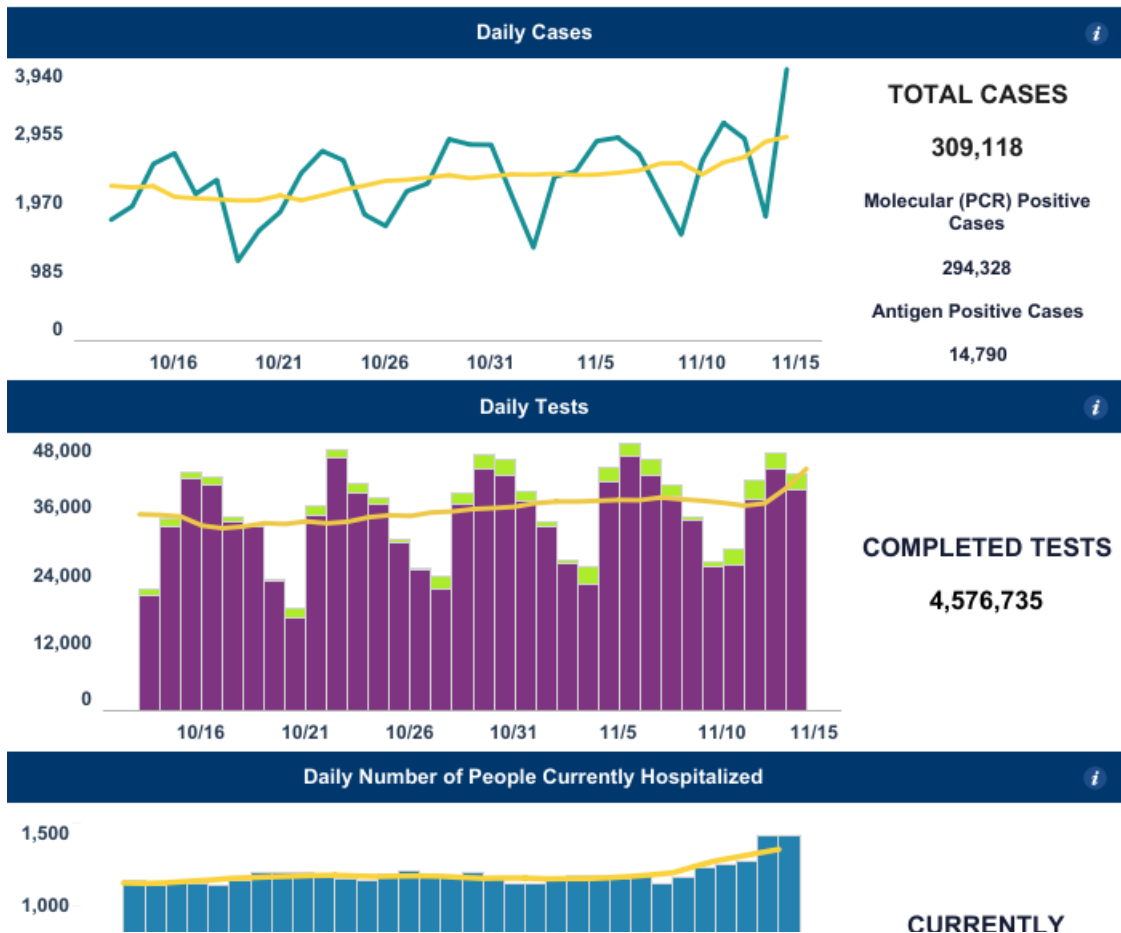 Daily Cases
i
3,940
2,955
1,970
985
0
10/16 10/21 10/26 10/31 11/5 11/10 11/15
TOTAL CASES
309,118
Molecular (PCR) Positive
Cases
294,328
Antigen Positive Cases
14,790
Daily Tests
i
48,000
36,000
24,000
12,000
0
10/16 10/21 10/26 10/31 11/5 11/10 11/15
COMPLETED TESTS
4,576,735
Daily Number of People Currently Hospitalized
i
1,500
1,000
CURRENTLY